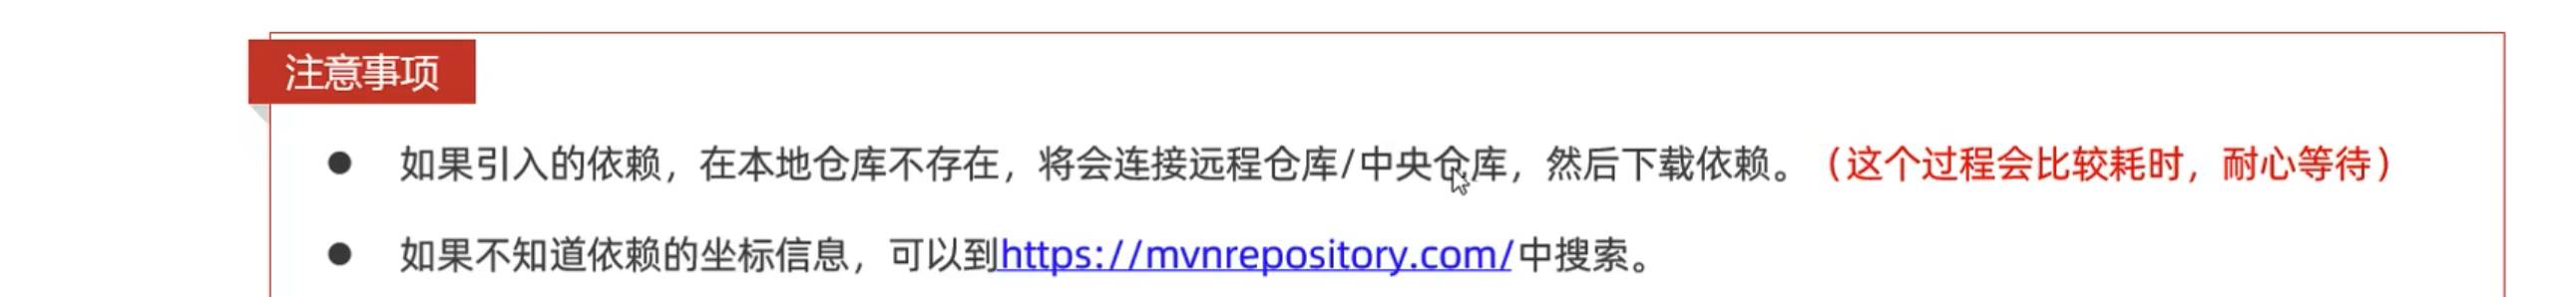 注意事项
● 如果引入的依赖，在本地仓库不存在，将会连接远程仓库/中央仓库，然后下载依赖。（这个过程会比较耗时，耐心等待）
● 如果不知道依赖的坐标信息，可以到https://mvnrepository.com/中搜索。